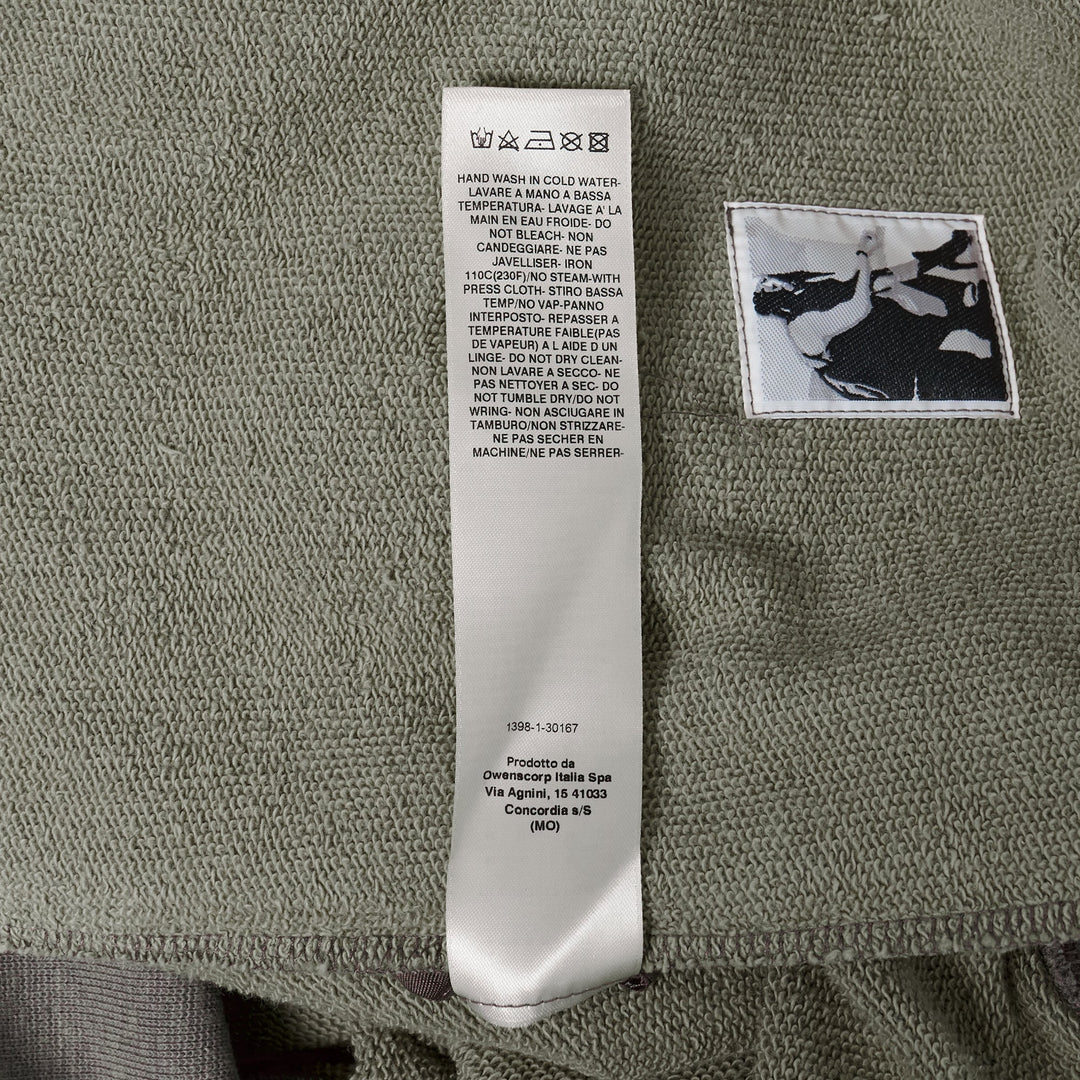 HAND WASH IN COLD WATER-
LAVARE A MANO A BASSA
TEMPERATURA- LAVAGE A' LA
MAIN EN EAU FROIDE- DO
NOT BLEACH- NON
CANDEGGIARE- NE PAS
JAVELLISER- IRON
110C(230F)/NO STEAM-WITH
PRESS CLOTH- STIRO BASSA
TEMP/NO VAP-PANNO
INTERPOSTO- REPASSER A
TEMPERATURE FAIBLE(PAS
DE VAPEUR) A L AIDE D UN
LINGE- DO NOT DRY CLEAN-
NON LAVARE A SECCO- NE
PAS NETTOYER A SEC- DO
NOT TUMBLE DRY/DO NOT
WRING- NON ASCIUGARE IN
TAMBURO/NON STRIZZARE-
NE PAS SECHER EN
MACHINE/NE PAS SERRER-
1398-1-30167
Prodotto da
Owenscorp Italia Spa
Via Agnini, 15 41033
Concordia s/S
(MO)